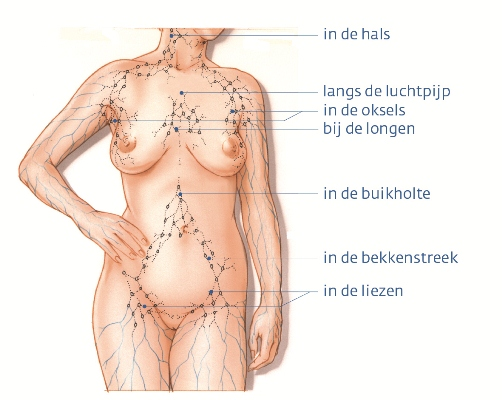 in de hals
langs de luchtpijp
in de oksels
bij de longen
in de buikholte
in de bekkenstreek
in de liezen